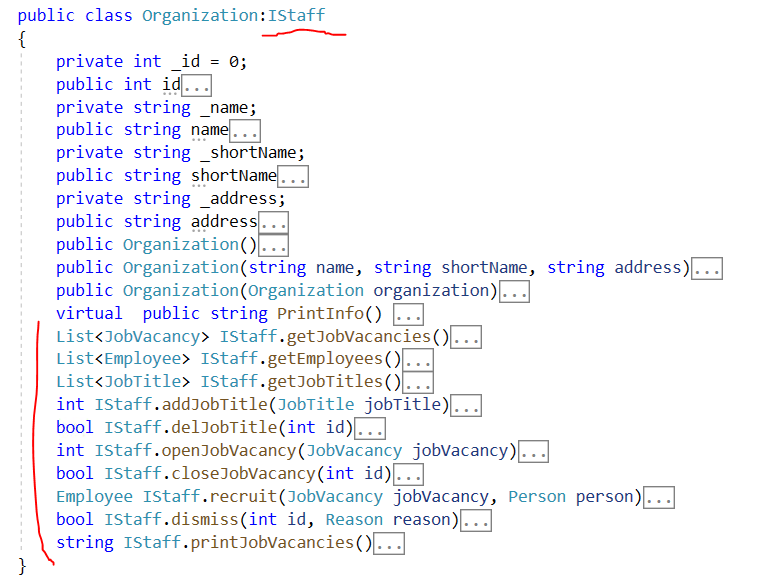 public class Organization:IStaff
{
private int _id = 0;
public int id...
private string _name;
public string name...
private string _shortName;
public string shortName...
private string _address;
public string address...
public Organization()...
public Organization(string name, string shortName, string address)...
public Organization(Organization organization)...
virtual  public string PrintInfo() ...
List<JobVacancy> IStaff.getJobVacancies()...
List<Employee> IStaff.getEmployees()...
List<JobTitle> IStaff.getJobTitles()...
int IStaff.addJobTitle(JobTitle jobTitle)...
bool IStaff.delJobTitle(int id)...
int IStaff.openJobVacancy(JobVacancy jobVacancy)...
bool IStaff.closeJobVacancy(int id)...
Employee IStaff.recruit(JobVacancy jobVacancy, Person person)...
bool IStaff.dismiss(int id, Reason reason)...
string IStaff.printJobVacancies()...
}